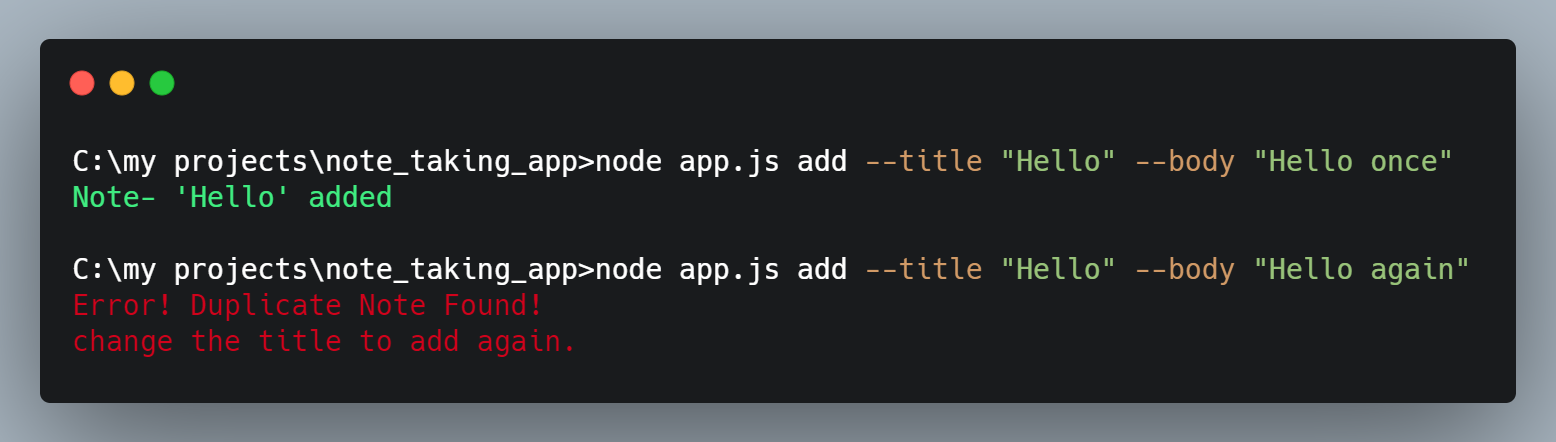 C:\my projects\note_taking_app>node app.js add --title "Hello" --body "Hello once"
Note- 'Hello' added
C:\my projects\note_taking_app>node app.js add --title "Hello" --body "Hello again"
Error! Duplicate Note Found!
change the title to add again.